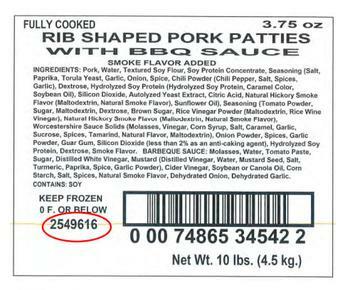 FULLY COOKED 3.75 oz
RIB SHAPED PORK PATTIES
WITH BBQ SAUCE
SMOKE FLAVOR ADDED
INGREDIENTS: Pork, Water, Textured Soy Flour, Soy Protein Concentrate, Seasoning (Salt,
Paprika, Torula Yeast, Garlic, Onion, Spice, Chili Powder (Chili Pepper, Salt, Spices,
Garlic), Dextrose, Hydrolyzed Soy Protein (Hydrolyzed Soy Protein, Caramel Color,
Soybean Oil), Silicon Dioxide, Autolyzed Yeast Extract, Citric Acid, Natural Hickory Smoke
Flavor (Maltodextrin, Natural Smoke Flavor), Sunflower Oil), Seasoning (Tomato Powder,
Sugar, Maltodextrin, Dextrose, Brown Sugar, Rice Vinegar Powder (Maltodextrin, Rice Wine
Vinegar), Natural Hickory Smoke Flavor (Maltodextrin, Natural Smoke Flavor),
Worcestershire Sauce Solids (Molasses, Vinegar, Corn Syrup, Salt, Caramel, Garlic,
Sucrose, Spices, Tamarind, Natural Flavor, Maltodextrin), Onion Powder, Spices, Garlic
Powder, Guar Gum, Silicon Dioxide (less than 2% as an anti-caking agent), Hydrolyzed Soy
Protein, Dextrose, Smoke Flavor. BARBEQUE SAUCE: Molasses, Water, Tomato Paste,
Sugar, Distilled White Vinegar, Mustard (Distilled Vinegar, Water, Mustard Seed, Salt,
Turmeric, Paprika, Spice, Garlic Powder), Cider Vinegar, Soybean or Canola Oil, Corn
Starch, Salt, Spices, Natural Smoke Flavor, Dehydrated Onion, Dehydrated Garlic.
CONTAINS: SOY
KEEP FROZEN
0 F. OR BELOW
2549616
0 00 74865 34542 2
Net Wt. 10 lbs. (4.5 kg.)